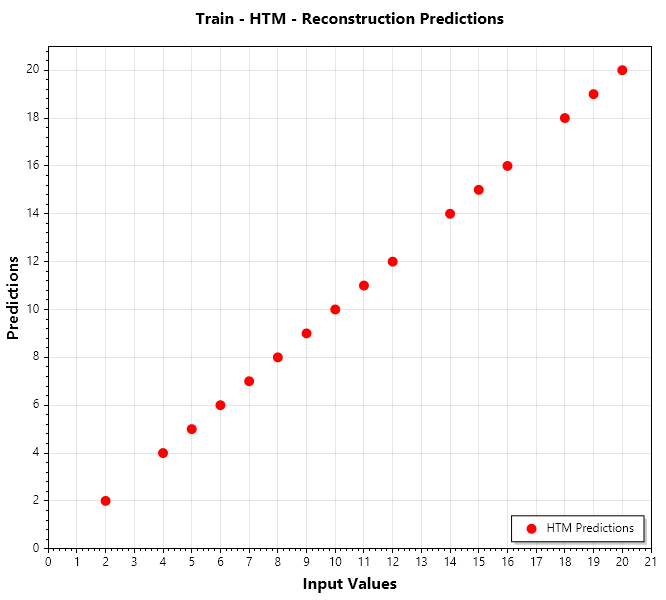 Train - HTM - Reconstruction Predictions
20
18
16
14
12
10
8
6
4
2
0
Predictions
HTM Predictions
0 1 2 3 4 5 6 7 8 9 10 11 12 13 14 15 16 17 18 19 20 21
Input Values